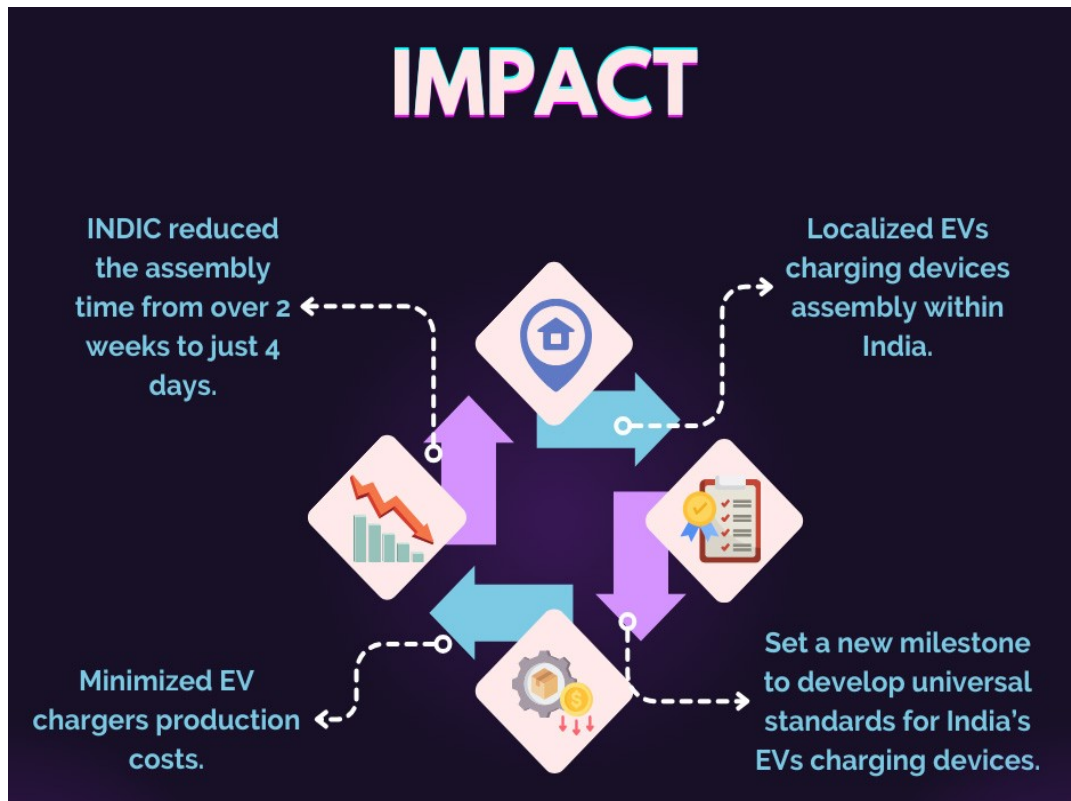 IMPACT
INDIC reduced
the assembly
time from over 2
weeks to just 4
days.
Localized EVs
charging devices
assembly within
India.
Minimized EV
chargers production
costs.
Set a new milestone
to develop universal
standards for India’s
EVs charging devices.